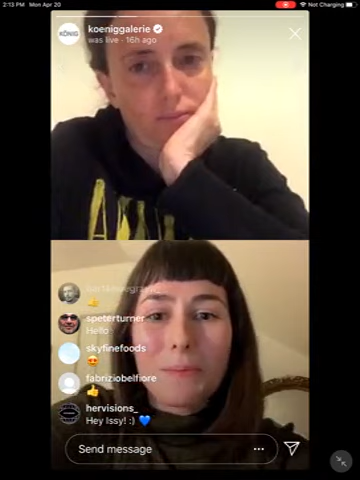 2:13 PM Mon Apr 20
Not Charging
KÖNIG
koeniggalerie
was live · 16h ago
speterturner
Hello
skyfinefoods
😍
fabriziobelfiore
👍
hervisions_
Hey Issy! :) 💙
Send message